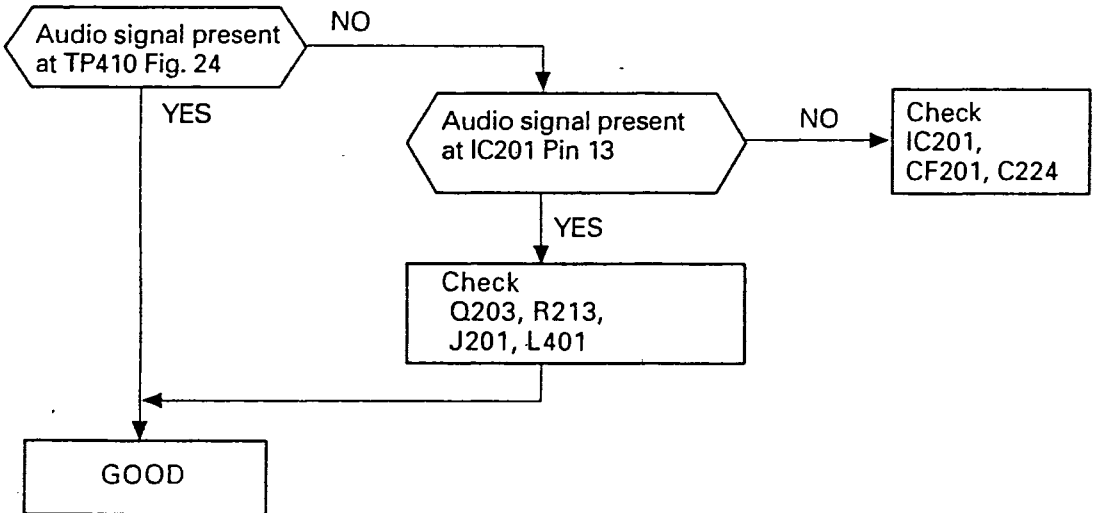 Audio signal present
at TP410 Fig. 24
NO
YES
Audio signal present
at IC201 Pin 13
NO
Check
IC201,
CF201, C224
YES
Check
Q203, R213,
J201, L401
GOOD